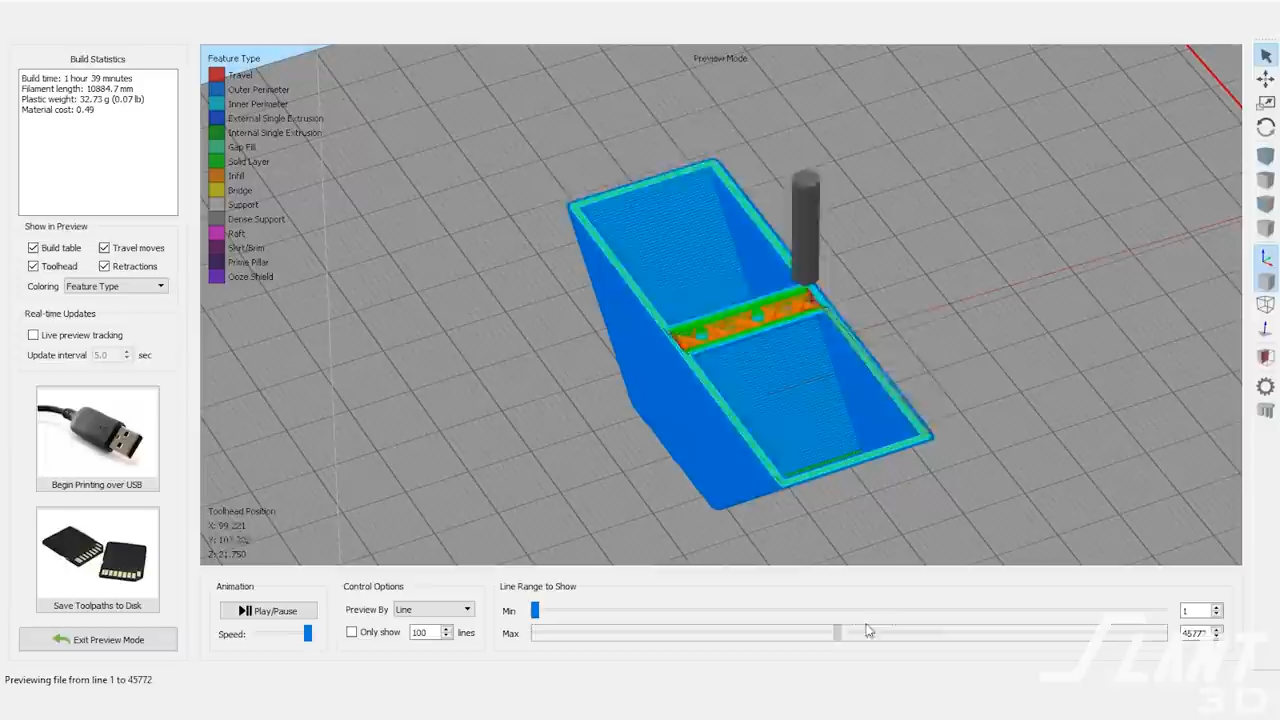 Build Statistics
Build time: 1 hour 39 minutes
Filament length: 10884.7 mm
Plastic weight: 32.73 g (0.07 lb)
Material cost: 0.49
Show in Preview
Build table
Travel moves
Toolhead
Retractions
Coloring
Feature Type
Real-time Updates
Live preview tracking
Update interval
5.0
sec
Begin Printing over USB
Save Toolpaths to Disk
Exit Preview Mode
Previewing file from line 1 to 45772
Feature Type
Travel
Outer Perimeter
Inner Perimeter
External Single Extrusion
Internal Single Extrusion
Gap Fill
Solid Layer
Infill
Bridge
Support
Dense Support
Raft
Skirt/Brim
Prime Pillar
Ooze Shield
Preview Mode
Toolhead Position
X: 99.221
Z: 21.750
Animation
Play/Pause
Speed:
Control Options
Preview By
Line
Only show
100
lines
Line Range to Show
Min
1
Max
SLANT
3D